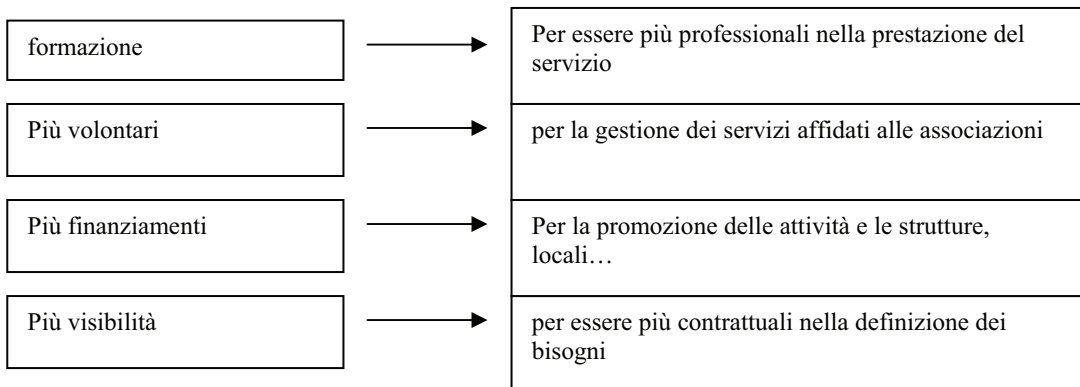 formazione
Per essere più professionali nella prestazione del
servizio
Più volontari
per la gestione dei servizi affidati alle associazioni
Più finanziamenti
Per la promozione delle attività e le strutture,
locali…
Più visibilità
per essere più contrattuali nella definizione dei
bisogni